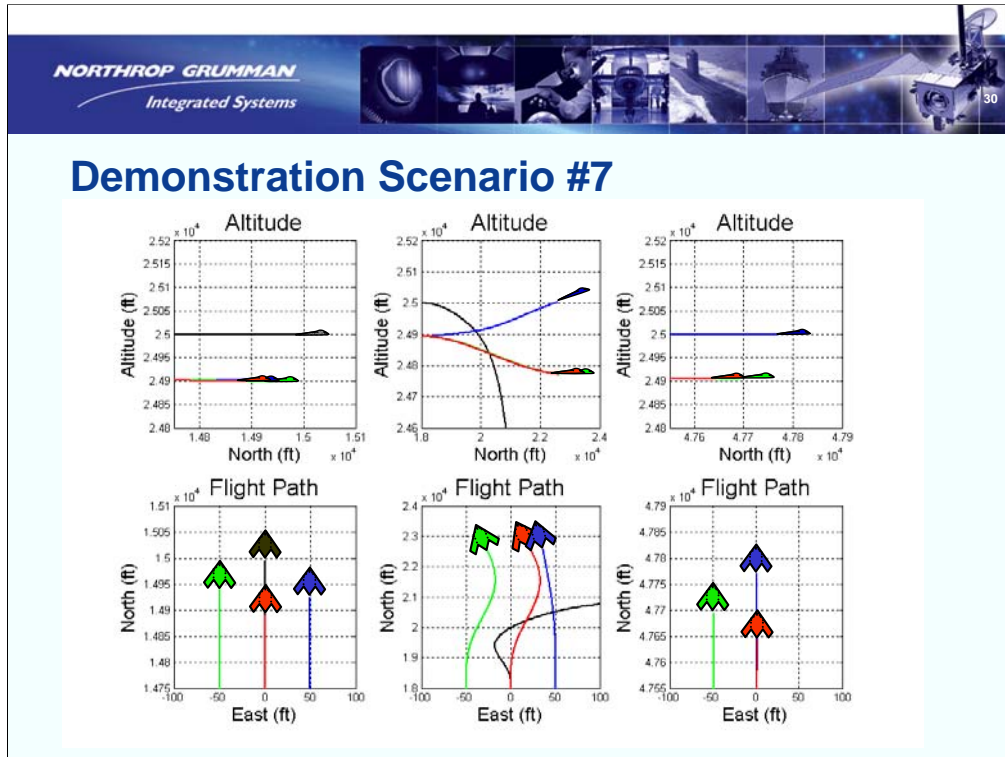 NORTHROP GRUMMAN
Integrated Systems
30
Demonstration Scenario #7
Altitude
x 10⁴
2.52
2.515
2.51
2.505
2.5
2.495
2.49
2.485
2.48
Altitude (ft)
1.48 1.49 1.5 1.51
North (ft) x 10⁴
Altitude
x 10⁴
2.52
2.51
2.5
2.49
2.48
2.47
2.46
Altitude (ft)
1.8 2 2.2 2.4
North (ft) x 10⁴
Altitude
x 10⁴
2.52
2.515
2.51
2.505
2.5
2.495
2.49
2.485
2.48
Altitude (ft)
4.76 4.77 4.78 4.79
North (ft) x 10⁴
Flight Path
x 10⁴
1.51
1.505
1.5
1.495
1.49
1.485
1.48
1.475
North (ft)
-100 -50 0 50 100
East (ft)
Flight Path
x 10⁴
2.4
2.3
2.2
2.1
2
1.9
1.8
North (ft)
-100 -50 0 50 100
East (ft)
Flight Path
x 10⁴
4.79
4.785
4.78
4.775
4.77
4.765
4.76
4.755
North (ft)
-100 -50 0 50 100
East (ft)